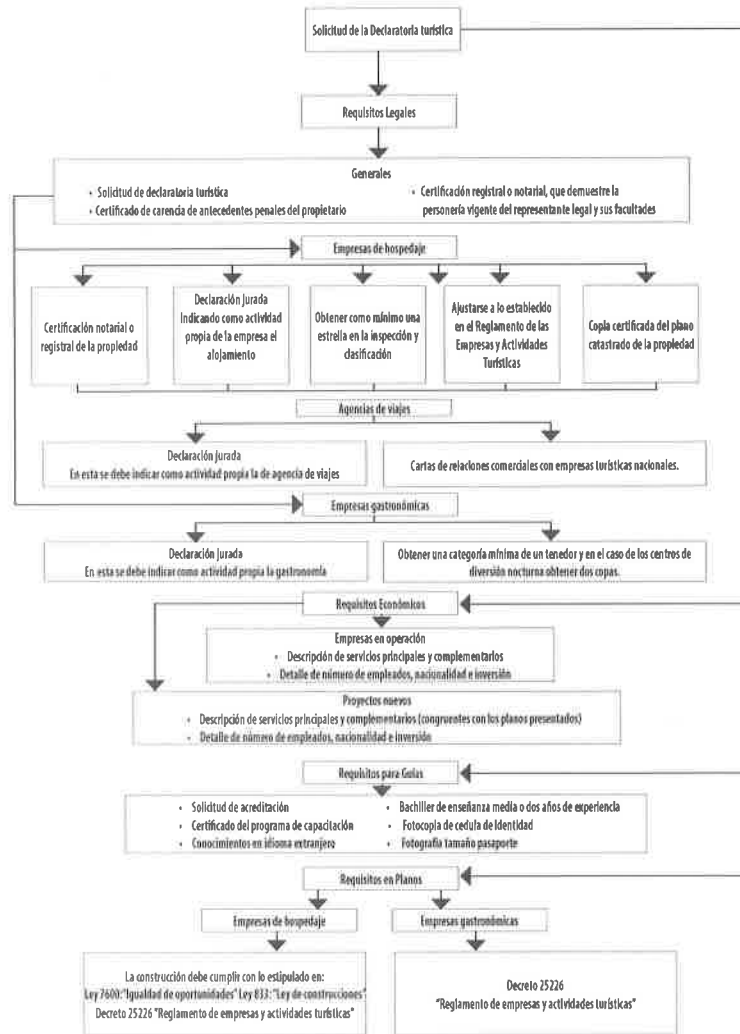 Solicitud de la Declaratoria turística
Requisitos Legales
Generales
• Solicitud de declaratoria turística
• Certificado de carencia de antecedentes penales del propietario
• Certificación registral o notarial, que demuestre la
personería vigente del representante legal y sus facultades
Empresas de hospedaje
Certificación notarial o
registral de la propiedad
Declaración Jurada
Indicando como actividad
propia de la empresa el
alojamiento
Obtener como mínimo una
estrella en la inspección y
clasificación
Ajustarse a lo establecido
en el Reglamento de las
Empresas y Actividades
Turísticas
Copia certificada del plano
catastrado de la propiedad
Agencias de viajes
Declaración jurada
En esta se debe indicar como actividad propia la de agencia de viajes
Cartas de relaciones comerciales con empresas turísticas nacionales.
Empresas gastronómicas
Declaración jurada
En esta se debe indicar como actividad propia la gastronomía
Obtener una categoría mínima de un tenedor y en el caso de los centros de
diversión nocturna obtener dos copas.
Requisitos Económicos
Empresas en operación
• Descripción de servicios principales y complementarios
• Detalle de número de empleados, nacionalidad e inversión
Proyectos nuevos
• Descripción de servicios principales y complementarios (congruentes con los planos presentados)
• Detalle de número de empleados, nacionalidad e inversión
Requisitos para Guías
• Solicitud de acreditación
• Certificado del programa de capacitación
• Conocimientos en idioma extranjero
• Bachiller de enseñanza media o dos años de experiencia
• Fotocopia de cedula de identidad
• Fotografía tamaño pasaporte
Requisitos en Planos
Empresas de hospedaje
Empresas gastronómicas
La construcción debe cumplir con lo estipulado en:
Ley 7600: "Igualdad de oportunidades" Ley 833: "Ley de construcciones"
Decreto 25226 "Reglamento de empresas y actividades turísticas"
Decreto 25226
"Reglamento de empresas y actividades turísticas"